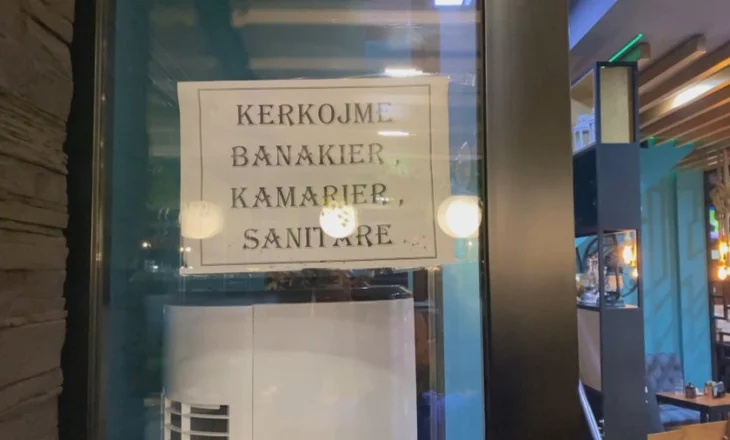 KERKOJME
BANAKIER ,
KAMARIER ,
SANITARE